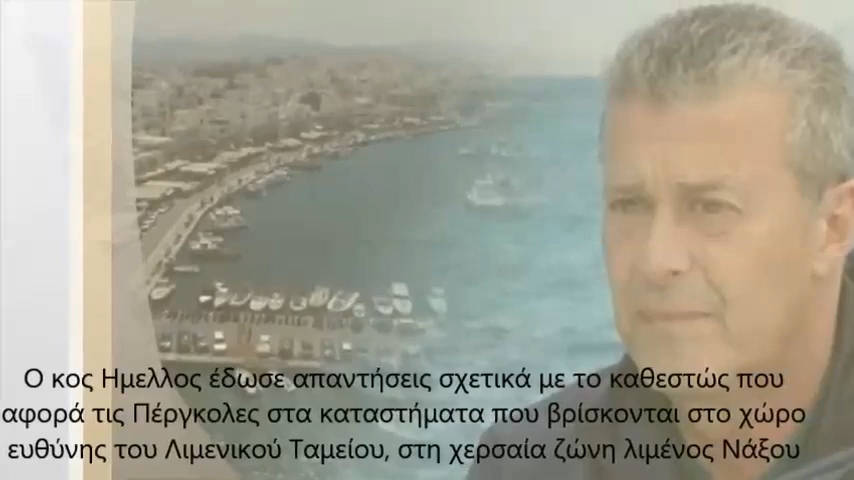 Ο κος Ημελλος έδωσε απαντήσεις σχετικά με το καθεστώς που
αφορά τις Πέργκολες στα καταστήματα που βρίσκονται στο χώρο
ευθύνης του Λιμενικού Ταμείου, στη χερσαία ζώνη λιμένος Νάξου